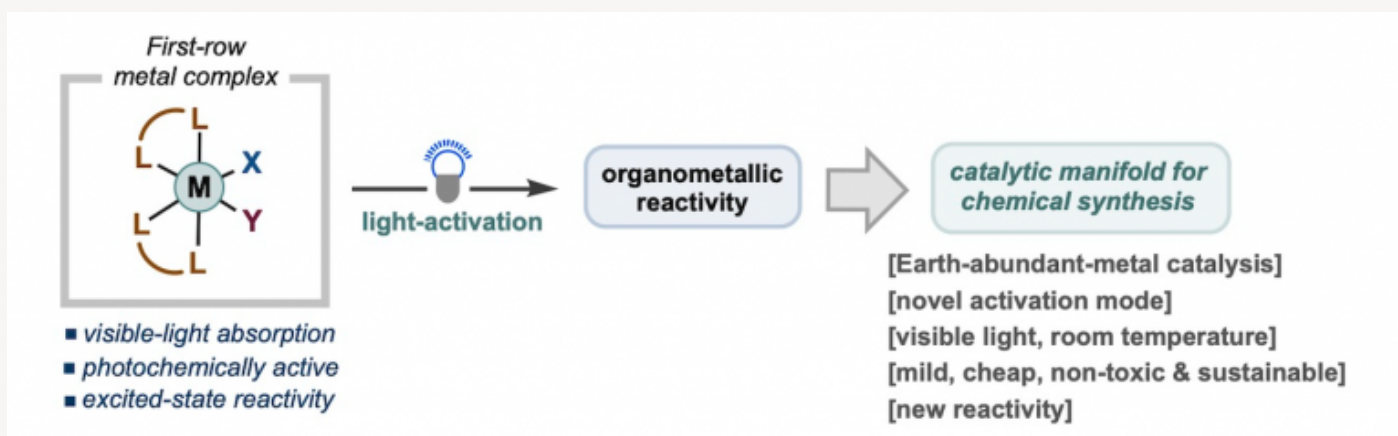 First-row
metal complex
L
L
M
X
L
Y
L
▪ visible-light absorption
▪ photochemically active
▪ excited-state reactivity
light-activation
organometallic
reactivity
catalytic manifold for
chemical synthesis
[Earth-abundant-metal catalysis]
[novel activation mode]
[visible light, room temperature]
[mild, cheap, non-toxic & sustainable]
[new reactivity]